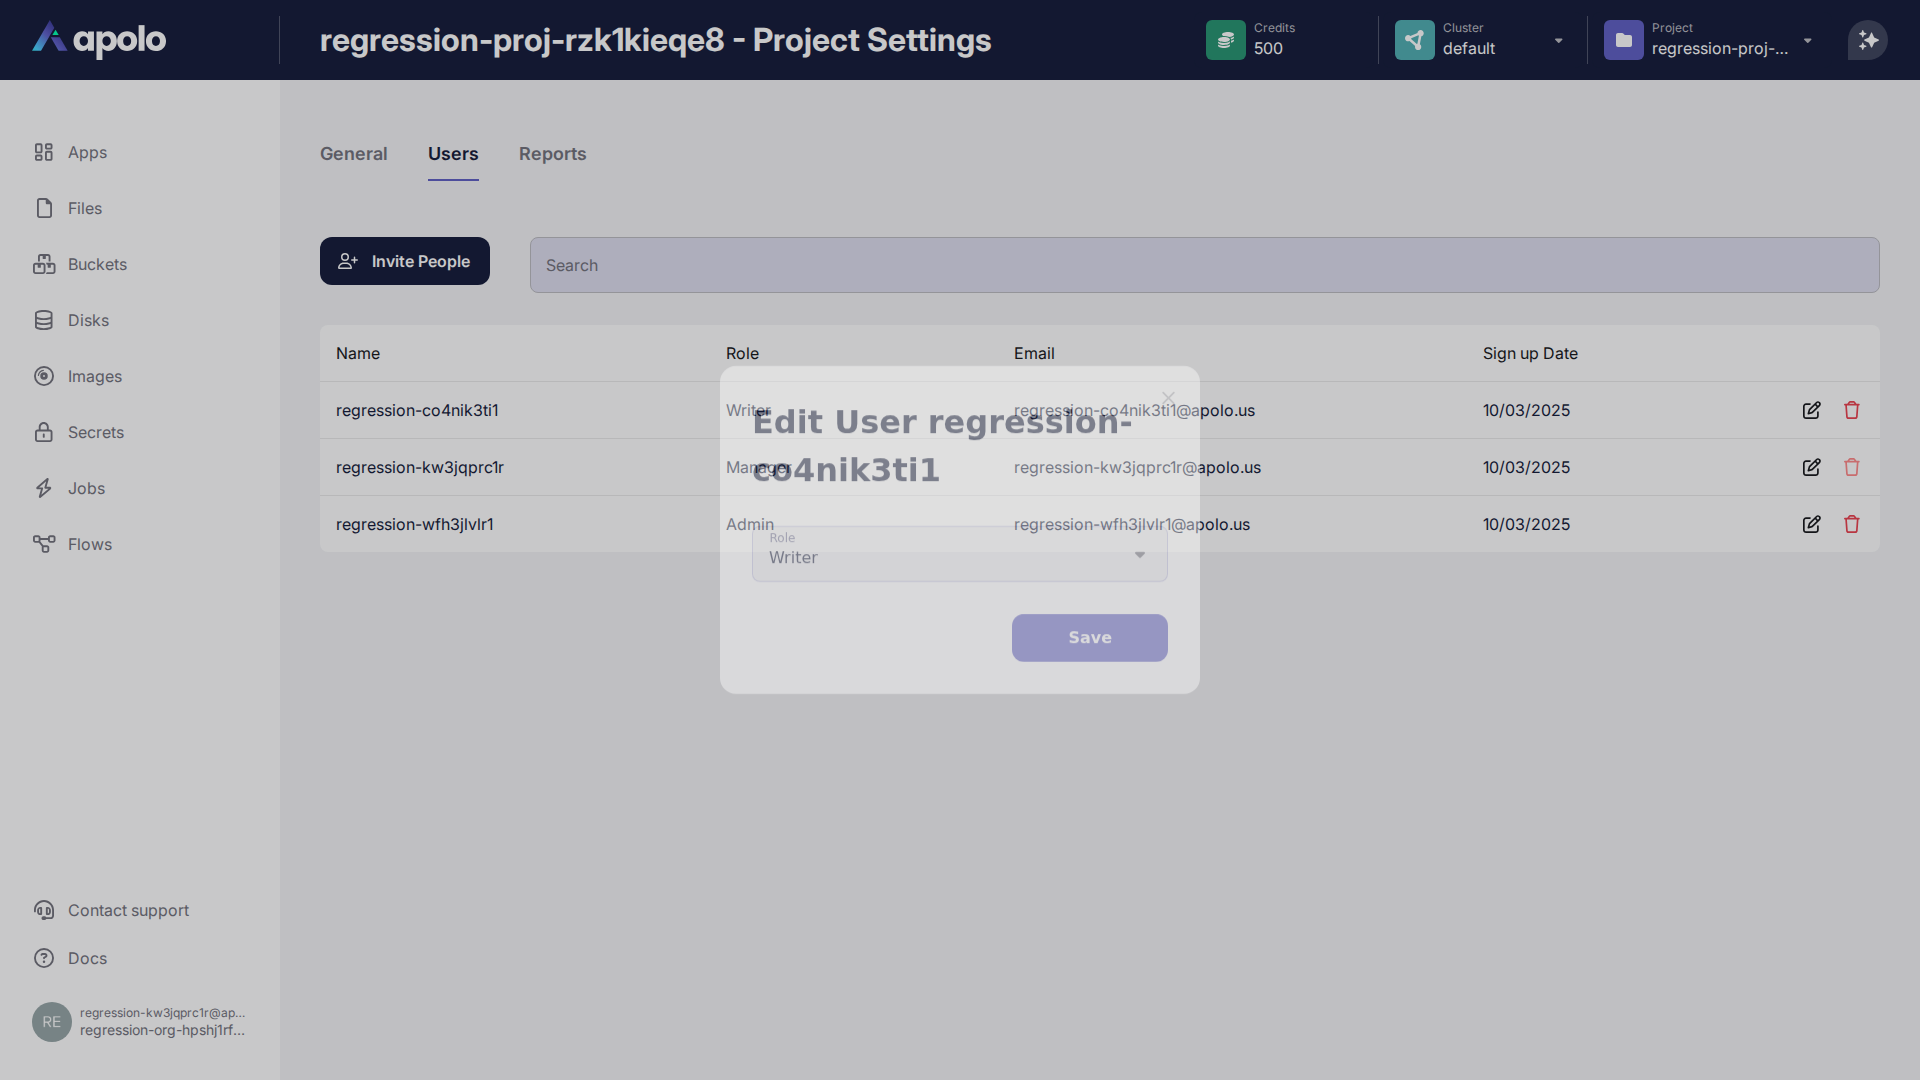 apolo
regression-proj-rzk1kieqe8 - Project Settings
Credits
500
Cluster
default
Project
regression-proj-...
Apps
Files
Buckets
Disks
Images
Secrets
Jobs
Flows
General Users Reports
Invite People
Search
Name Role Email Sign up Date
regression-co4nik3ti1 Writer regression-co4nik3ti1@apolo.us 10/03/2025
regression-kw3jqprc1r Manager regression-kw3jqprc1r@apolo.us 10/03/2025
regression-wfh3jlvlr1 Admin regression-wfh3jlvlr1@apolo.us 10/03/2025
Edit User regression-
co4nik3ti1
Role
Writer
Save
Contact support
Docs
RE
regression-kw3jqprc1r@ap...
regression-org-hpshj1rf...